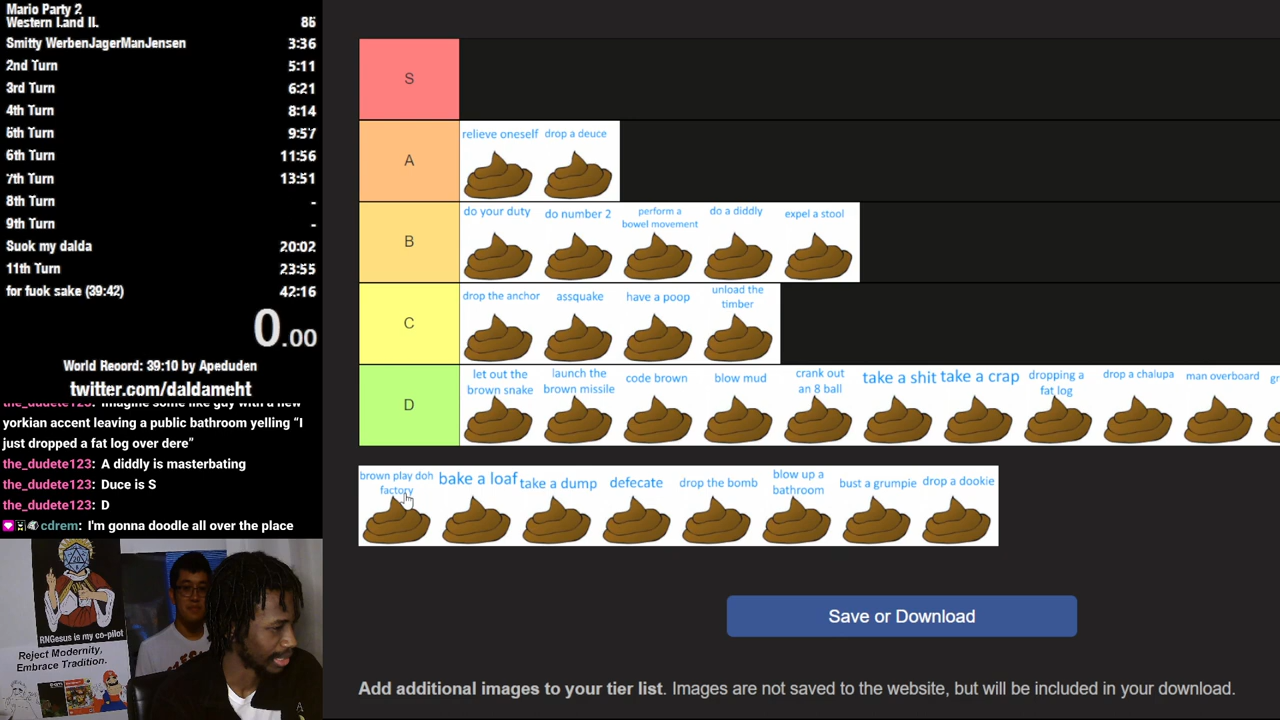 Mario Party 2
Western Land II. 85
Smitty WerbenJagerManJensen 3:36
2nd Turn 5:11
3rd Turn 6:21
4th Turn 8:14
5th Turn 9:57
6th Turn 11:56
7th Turn 13:51
8th Turn -
9th Turn -
Suok my dalda 20:02
11th Turn 23:55
for fuok sake (39:42) 42:16
0.00
World Reoord: 39:10 by Apeduden
twitter.com/daldameht
the_dudete123: Imagine some like guy with a new
yorkian accent leaving a public bathroom yelling “I
just dropped a fat log over dere”
the_dudete123: A diddly is masterbating
the_dudete123: Duce is S
the_dudete123: D
cdrem: I'm gonna doodle all over the place
RNGesus is my co-pilot
Reject Modernity,
Embrace Tradition.
S
A
relieve oneself drop a deuce
B
do your duty do number 2 perform a bowel movement do a diddly expel a stool
C
drop the anchor assquake have a poop unload the timber
D
let out the brown snake launch the brown missile code brown blow mud crank out an 8 ball take a shit take a crap dropping a fat log drop a chalupa man overboard
brown play doh factory bake a loaf take a dump defecate drop the bomb blow up a bathroom bust a grumpie drop a dookie
Save or Download
Add additional images to your tier list. Images are not saved to the website, but will be included in your download.